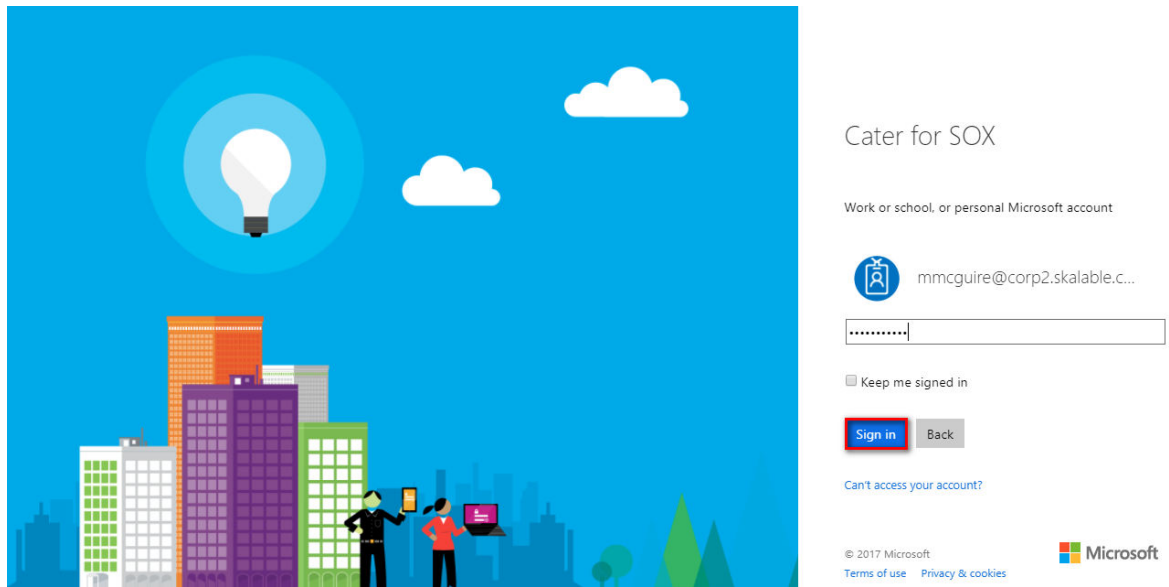 Cater for SOX
Work or school, or personal Microsoft account
mmcguire@corp2.skalable.c...
•••••••••••
Keep me signed in
Sign in Back
Can't access your account?
© 2017 Microsoft
Terms of use Privacy & cookies
Microsoft